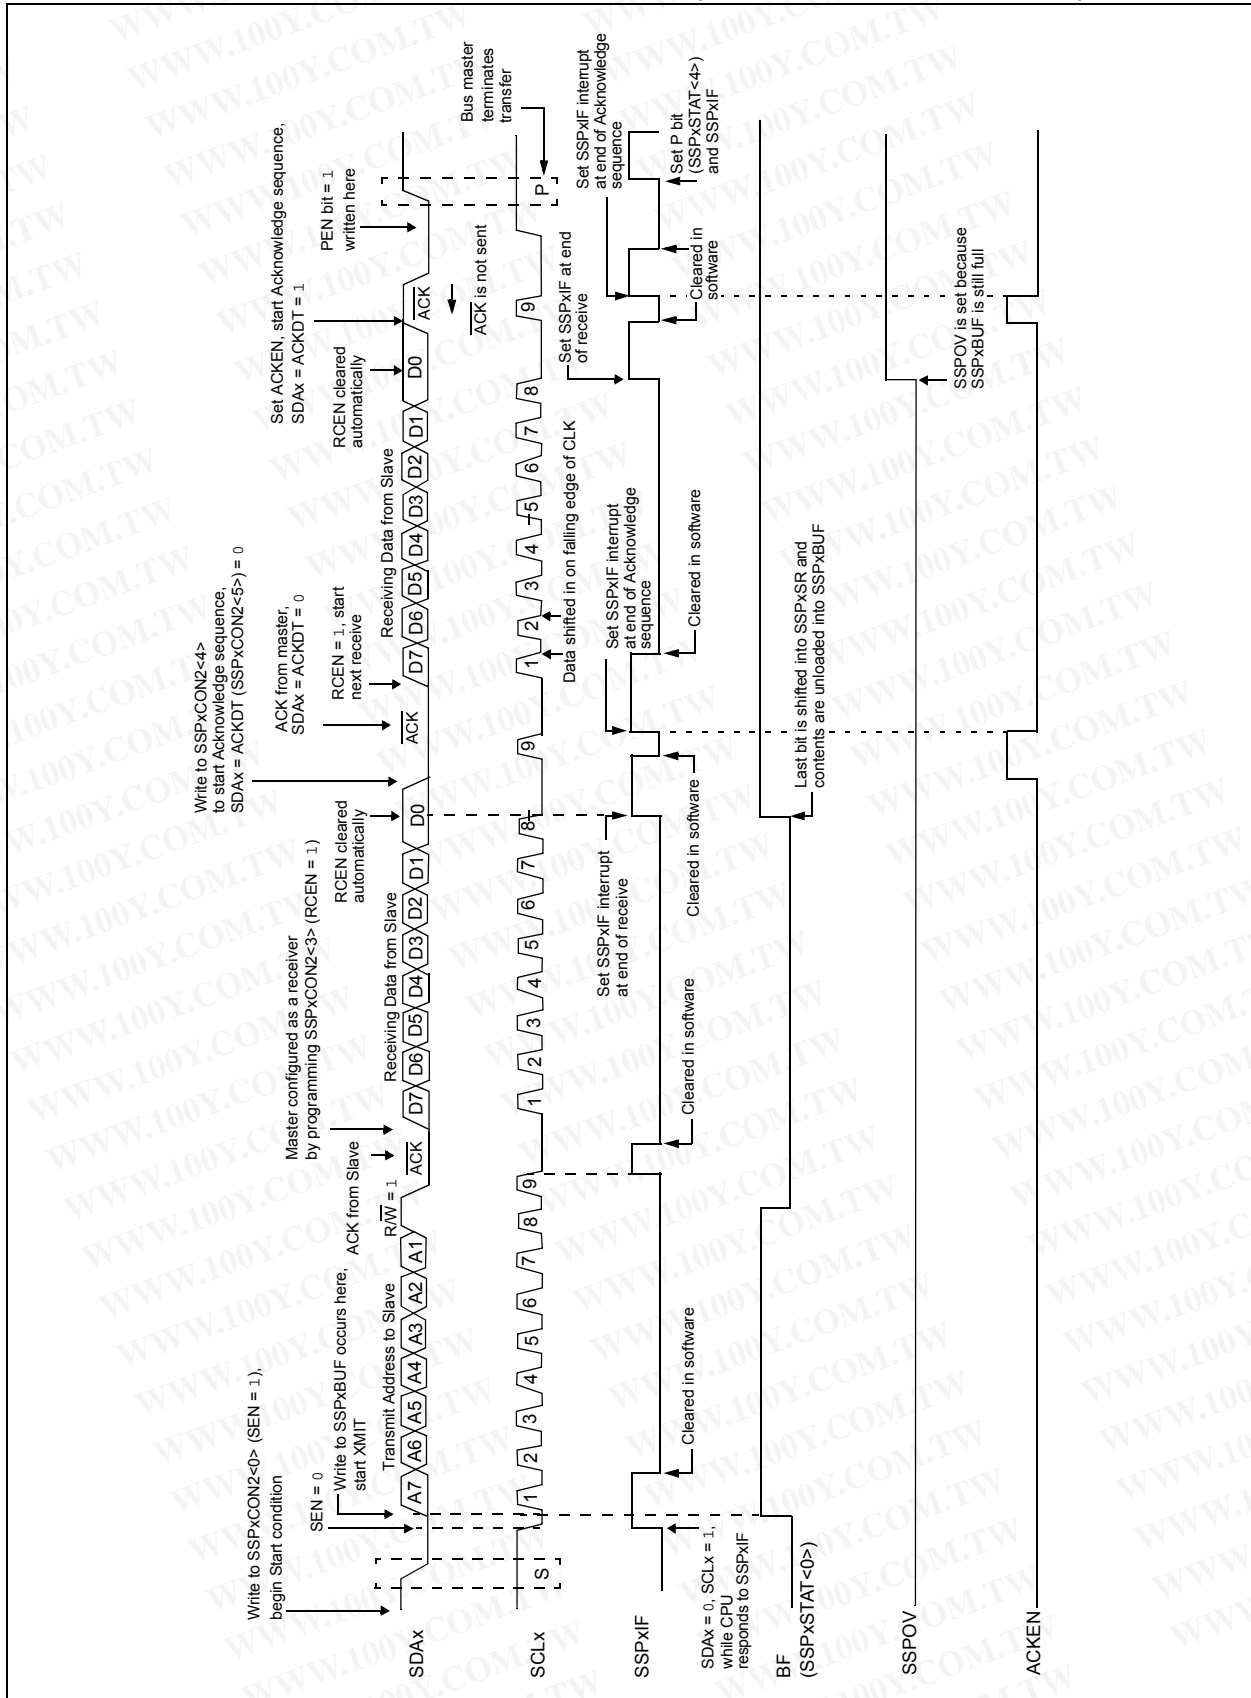 Write to SSPxCON2<0> (SEN = 1),
begin Start condition
SEN = 0
Write to SSPxBUF occurs here,
start XMIT
Transmit Address to Slave
R/W = 1
ACK from Slave
Master configured as a receiver
by programming SSPxCON2<3> (RCEN = 1)
Receiving Data from Slave
RCEN cleared
automatically
Write to SSPxCON2<4>
to start Acknowledge sequence,
SDAx = ACKDT (SSPxCON2<5>) = 0
ACK from master,
SDAx = ACKDT = 0
RCEN = 1, start
next receive
Receiving Data from Slave
RCEN cleared
automatically
Set ACKEN, start Acknowledge sequence,
SDAx = ACKDT = 1
PEN bit = 1
written here
SDAx
A7 A6 A5 A4 A3 A2 A1
ACK
D7 D6 D5 D4 D3 D2 D1 D0
ACK
D7 D6 D5 D4 D3 D2 D1 D0
ACK
ACK is not sent
Bus master
terminates
transfer
SCLx
S
1 2 3 4 5 6 7 8 9
1 2 3 4 5 6 7 8 9
1 2 3 4 5 6 7 8 9
P
Data shifted in on falling edge of CLK
SSPxIF
SDAx = 0, SCLx = 1,
while CPU
responds to SSPxIF
Cleared in software
Cleared in software
Set SSPxIF interrupt
at end of receive
Cleared in software
Set SSPxIF interrupt
at end of Acknowledge
sequence
Cleared in software
Set SSPxIF at end
of receive
Cleared in
software
Set SSPxIF interrupt
at end of Acknowledge
sequence
Set P bit
(SSPxSTAT<4>)
and SSPxIF
BF
(SSPxSTAT<0>)
Last bit is shifted into SSPxSR and
contents are unloaded into SSPxBUF
SSPOV
SSPOV is set because
SSPxBUF is still full
ACKEN
WWW.100Y.COM.TW